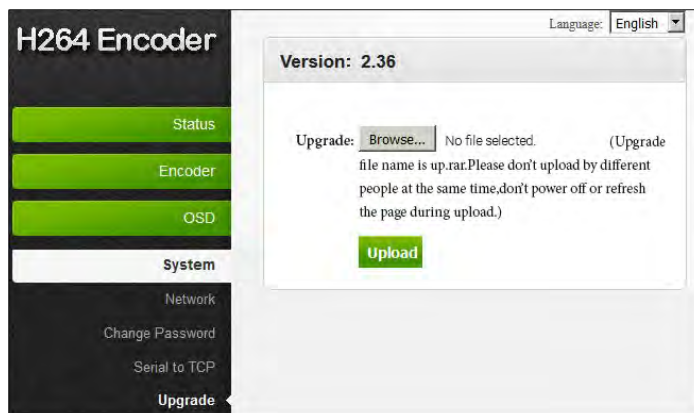 H264 Encoder
Status
Encoder
OSD
System
Network
Change Password
Serial to TCP
Upgrade
Language: English
Version: 2.36
Upgrade: Browse... No file selected. (Upgrade
file name is up.rar.Please don't upload by different
people at the same time,don't power off or refresh
the page during upload.)
Upload